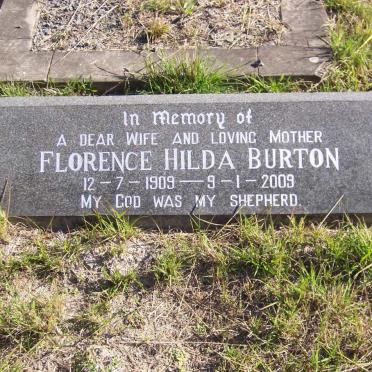 In Memory of
A DEAR WIFE AND LOVING MOTHER
FLORENCE HILDA BURTON
12-7-1909—9-1-2009
MY GOD WAS MY SHEPHERD.